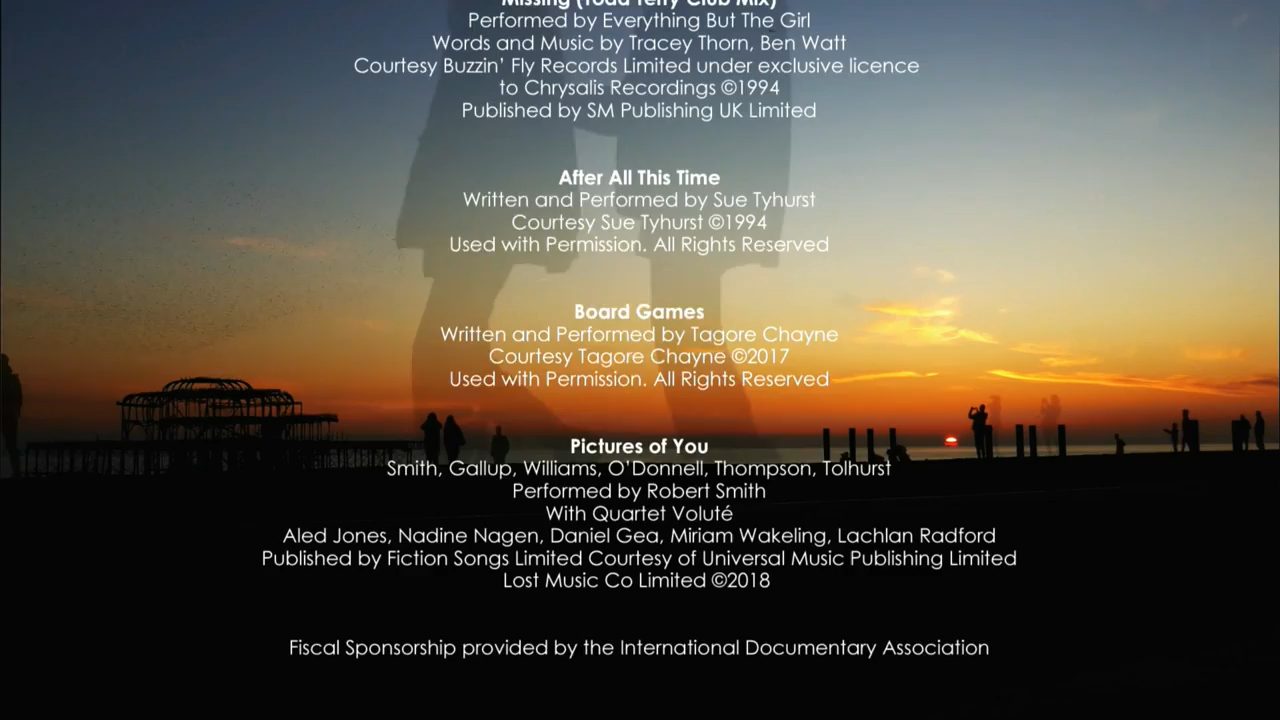 Missing (Todd Terry Club Mix)
Performed by Everything But The Girl
Words and Music by Tracey Thorn, Ben Watt
Courtesy Buzzin’ Fly Records Limited under exclusive licence
to Chrysalis Recordings ©1994
Published by SM Publishing UK Limited
After All This Time
Written and Performed by Sue Tyhurst
Courtesy Sue Tyhurst ©1994
Used with Permission. All Rights Reserved
Board Games
Written and Performed by Tagore Chayne
Courtesy Tagore Chayne ©2017
Used with Permission. All Rights Reserved
Pictures of You
Smith, Gallup, Williams, O’Donnell, Thompson, Tolhurst
Performed by Robert Smith
With Quartet Voluté
Aled Jones, Nadine Nagen, Daniel Gea, Miriam Wakeling, Lachlan Radford
Published by Fiction Songs Limited Courtesy of Universal Music Publishing Limited
Lost Music Co Limited ©2018
Fiscal Sponsorship provided by the International Documentary Association